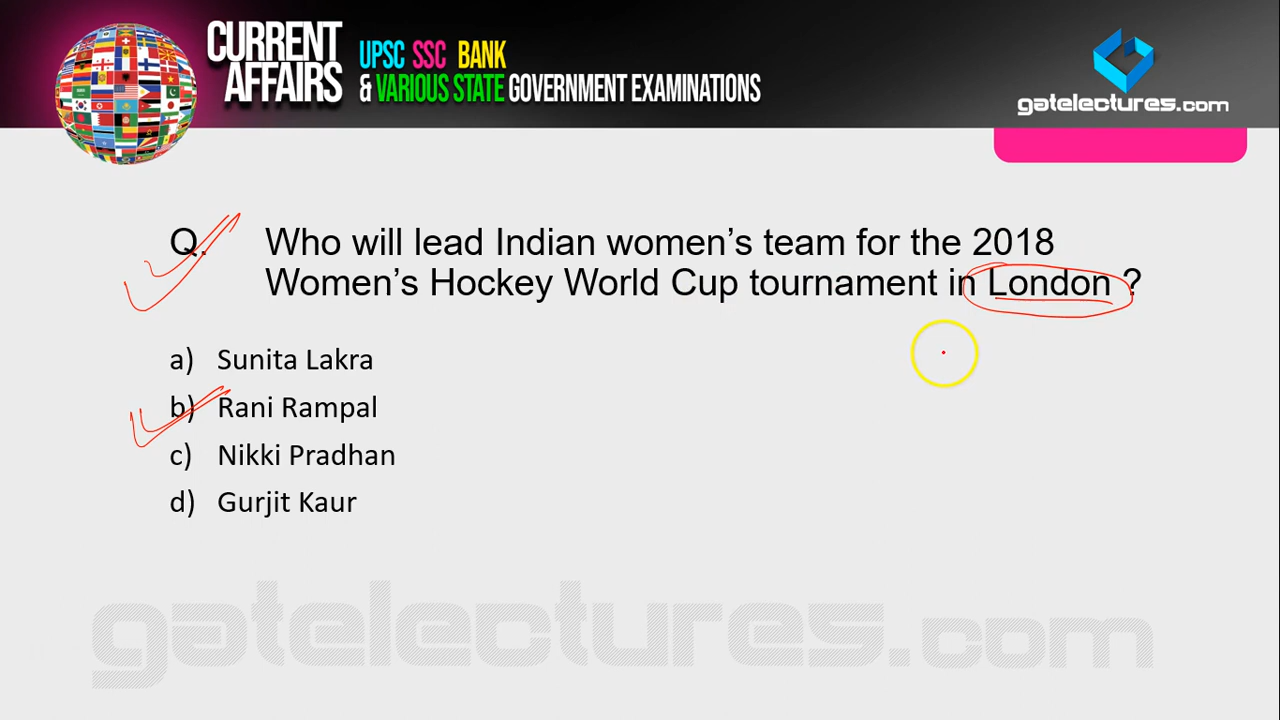 CURRENT
AFFAIRS
UPSC SSC BANK
& VARIOUS STATE GOVERNMENT EXAMINATIONS
gatelectures.com
Q. Who will lead Indian women’s team for the 2018
Women’s Hockey World Cup tournament in London ?
a) Sunita Lakra
b) Rani Rampal
c) Nikki Pradhan
d) Gurjit Kaur
gatelectures.com